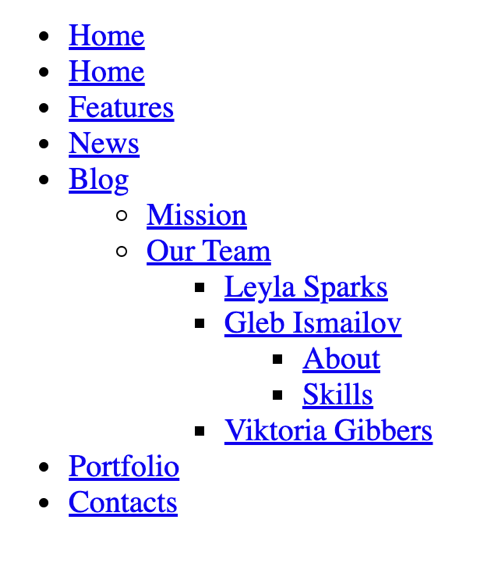 Home
Home
Features
News
Blog
Mission
Our Team
Leyla Sparks
Gleb Ismailov
About
Skills
Viktoria Gibbers
Portfolio
Contacts